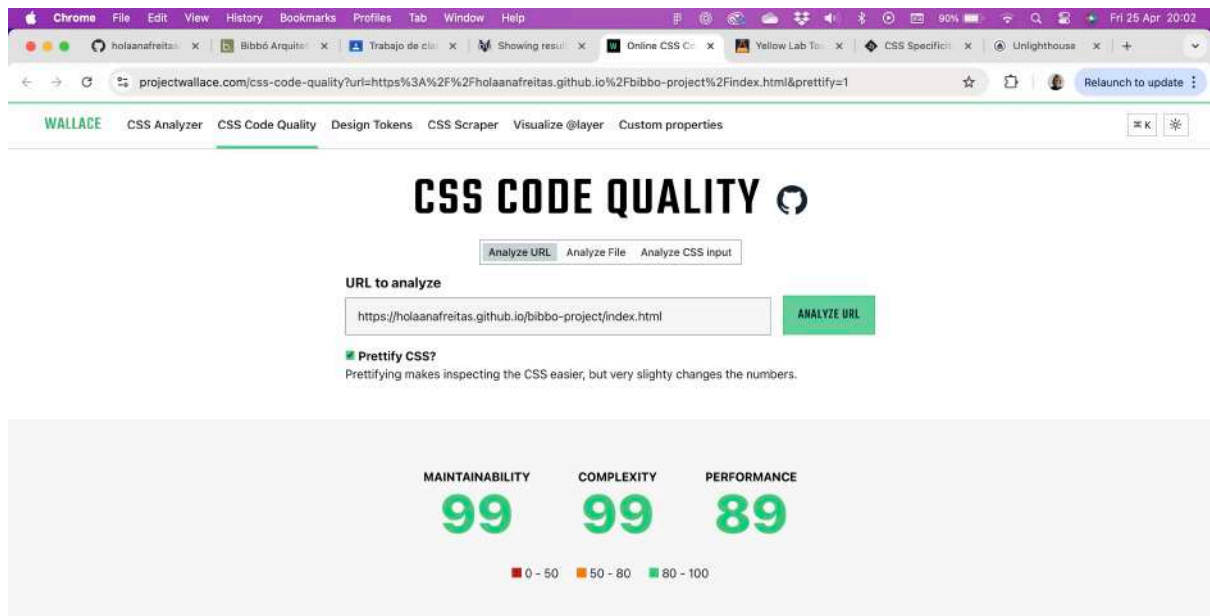 Chrome File Edit View History Bookmarks Profiles Tab Window Help 90% Fri 25 Apr 20:02
holaanafreitas Bibbó Arquitet Trabajo de cla Showing resul Online CSS Co Yellow Lab To CSS Specifici Unlighthouse
projectwallace.com/css-code-quality?url=https%3A%2F%2Fholaanafreitas.github.io%2Fbibbo-project%2Findex.html&prettify=1 Relaunch to update
WALLACE CSS Analyzer CSS Code Quality Design Tokens CSS Scraper Visualize @layer Custom properties ⌘ K
CSS CODE QUALITY
Analyze URL Analyze File Analyze CSS input
URL to analyze
https://holaanafreitas.github.io/bibbo-project/index.html ANALYZE URL
Prettify CSS?
Prettifying makes inspecting the CSS easier, but very slighty changes the numbers.
MAINTAINABILITY COMPLEXITY PERFORMANCE
99 99 89
0 - 50 50 - 80 80 - 100